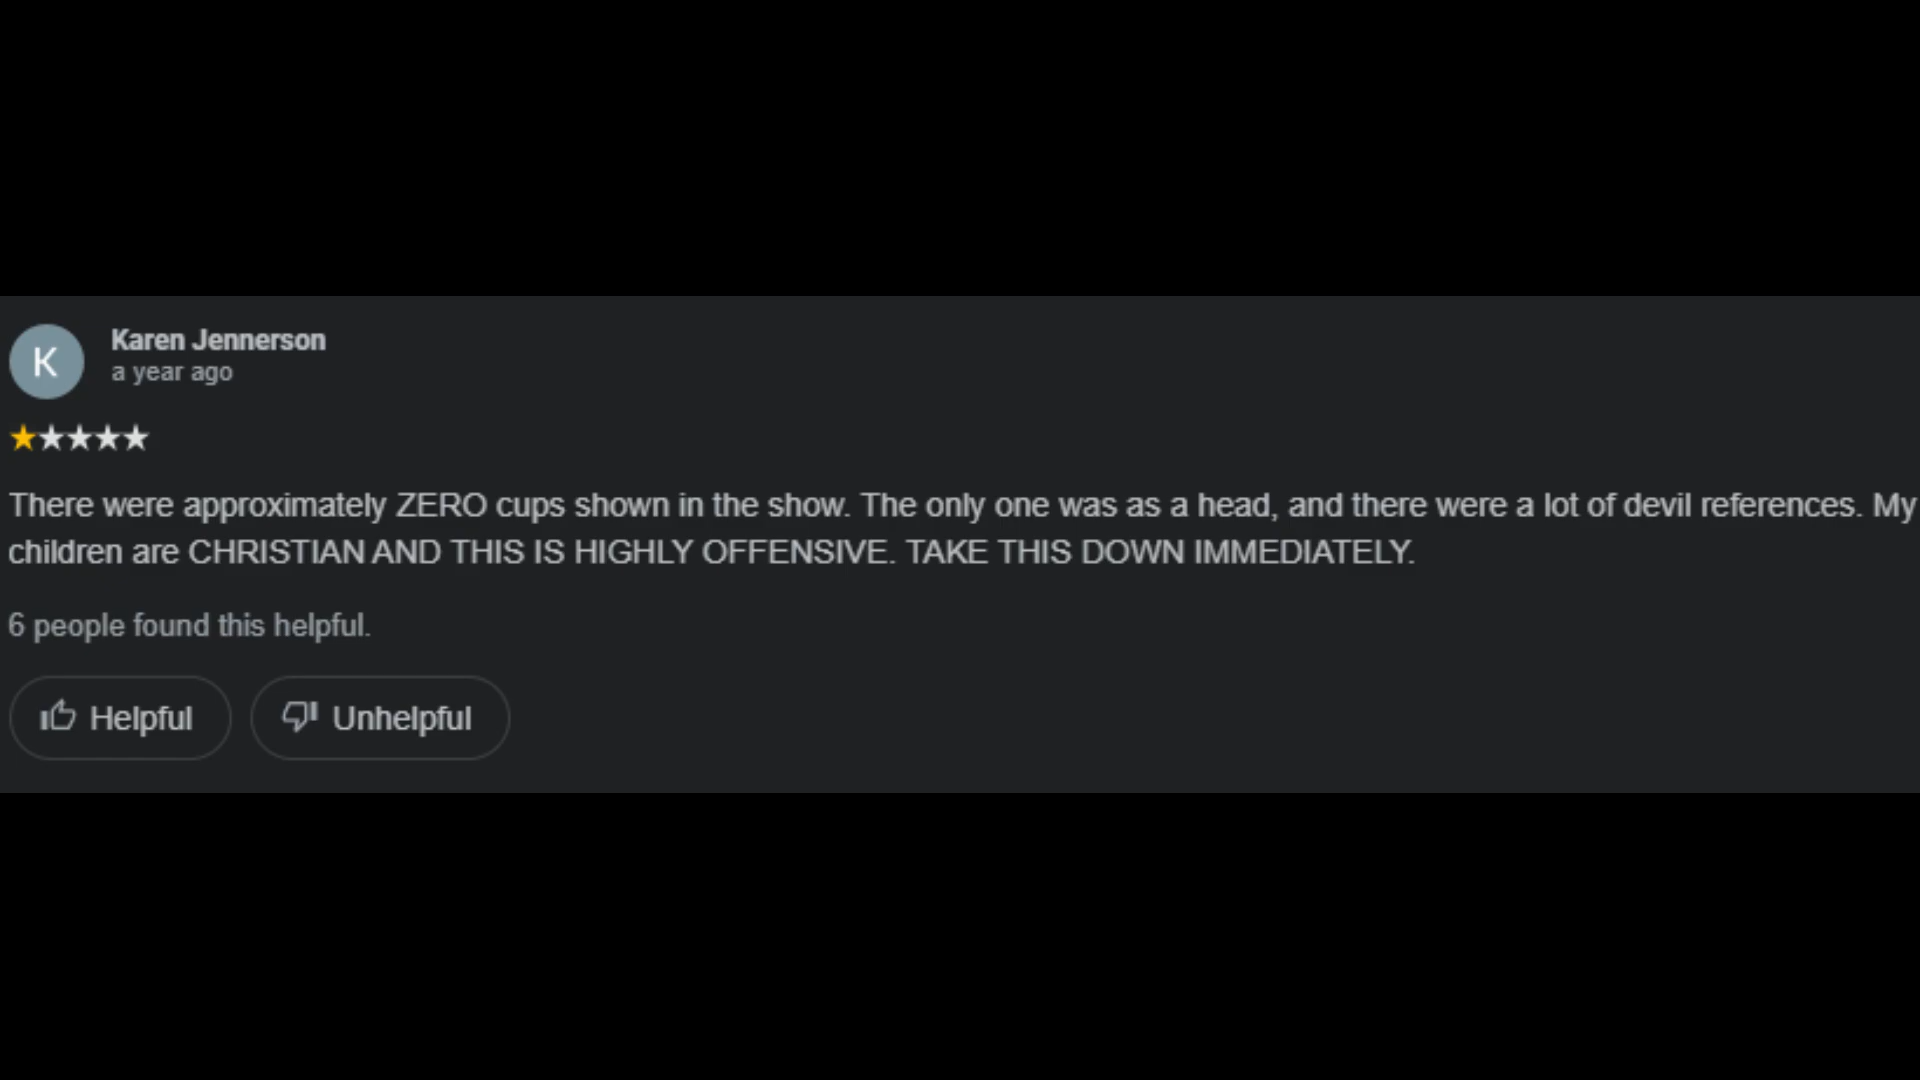 K
Karen Jennerson
a year ago
There were approximately ZERO cups shown in the show. The only one was as a head, and there were a lot of devil references. My
children are CHRISTIAN AND THIS IS HIGHLY OFFENSIVE. TAKE THIS DOWN IMMEDIATELY.
6 people found this helpful.
Helpful Unhelpful